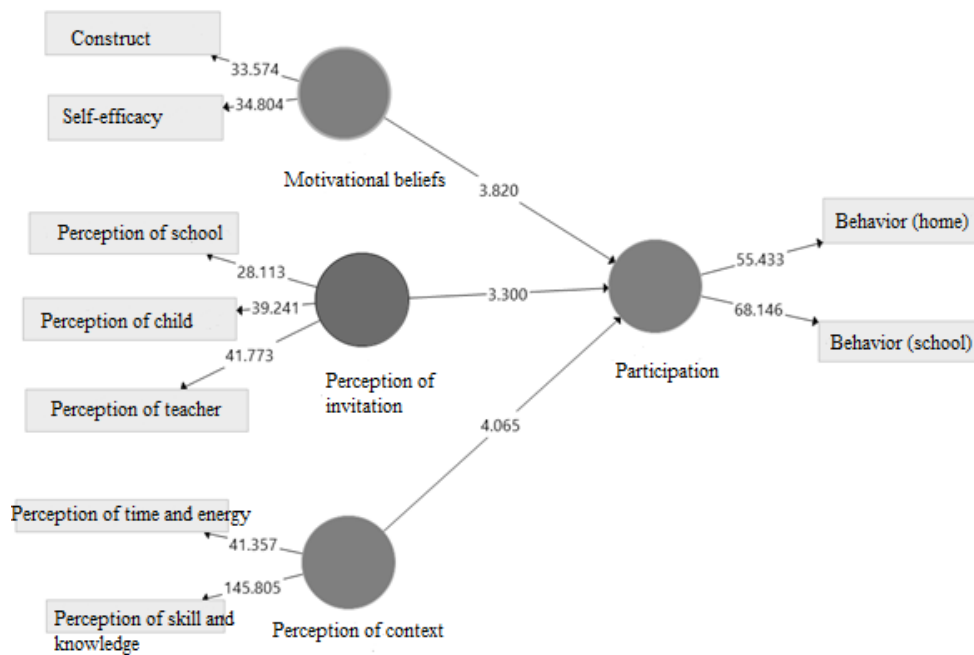 Construct
33.574
34.804
Self-efficacy
Motivational beliefs
3.820
Perception of school
28.113
39.241
Perception of child
41.773
Perception of teacher
Perception of
invitation
3.300
Behavior (home)
55.433
68.146
Behavior (school)
Participation
4.065
Perception of time and energy
41.357
145.805
Perception of skill and
knowledge
Perception of context